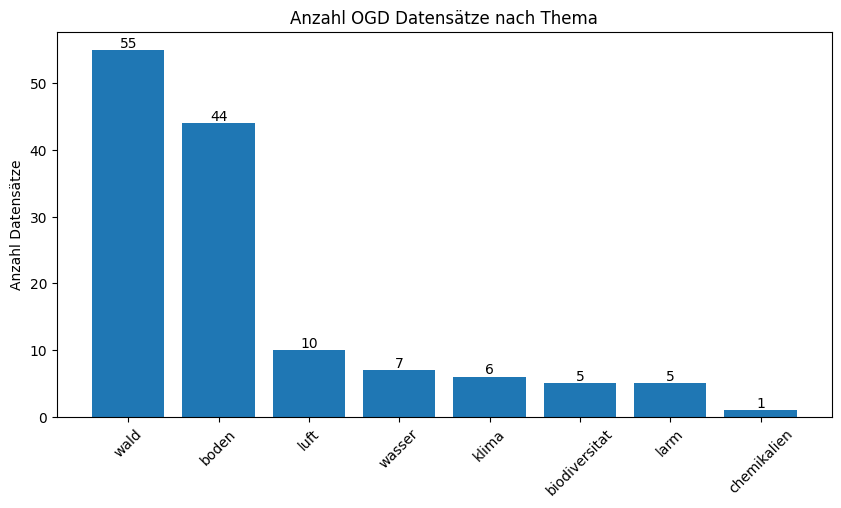 Anzahl OGD Datensätze nach Thema
Anzahl Datensätze
50
40
30
20
10
0
55
44
10
7
6
5
5
1
wald
boden
luft
wasser
klima
biodiversitat
larm
chemikalien